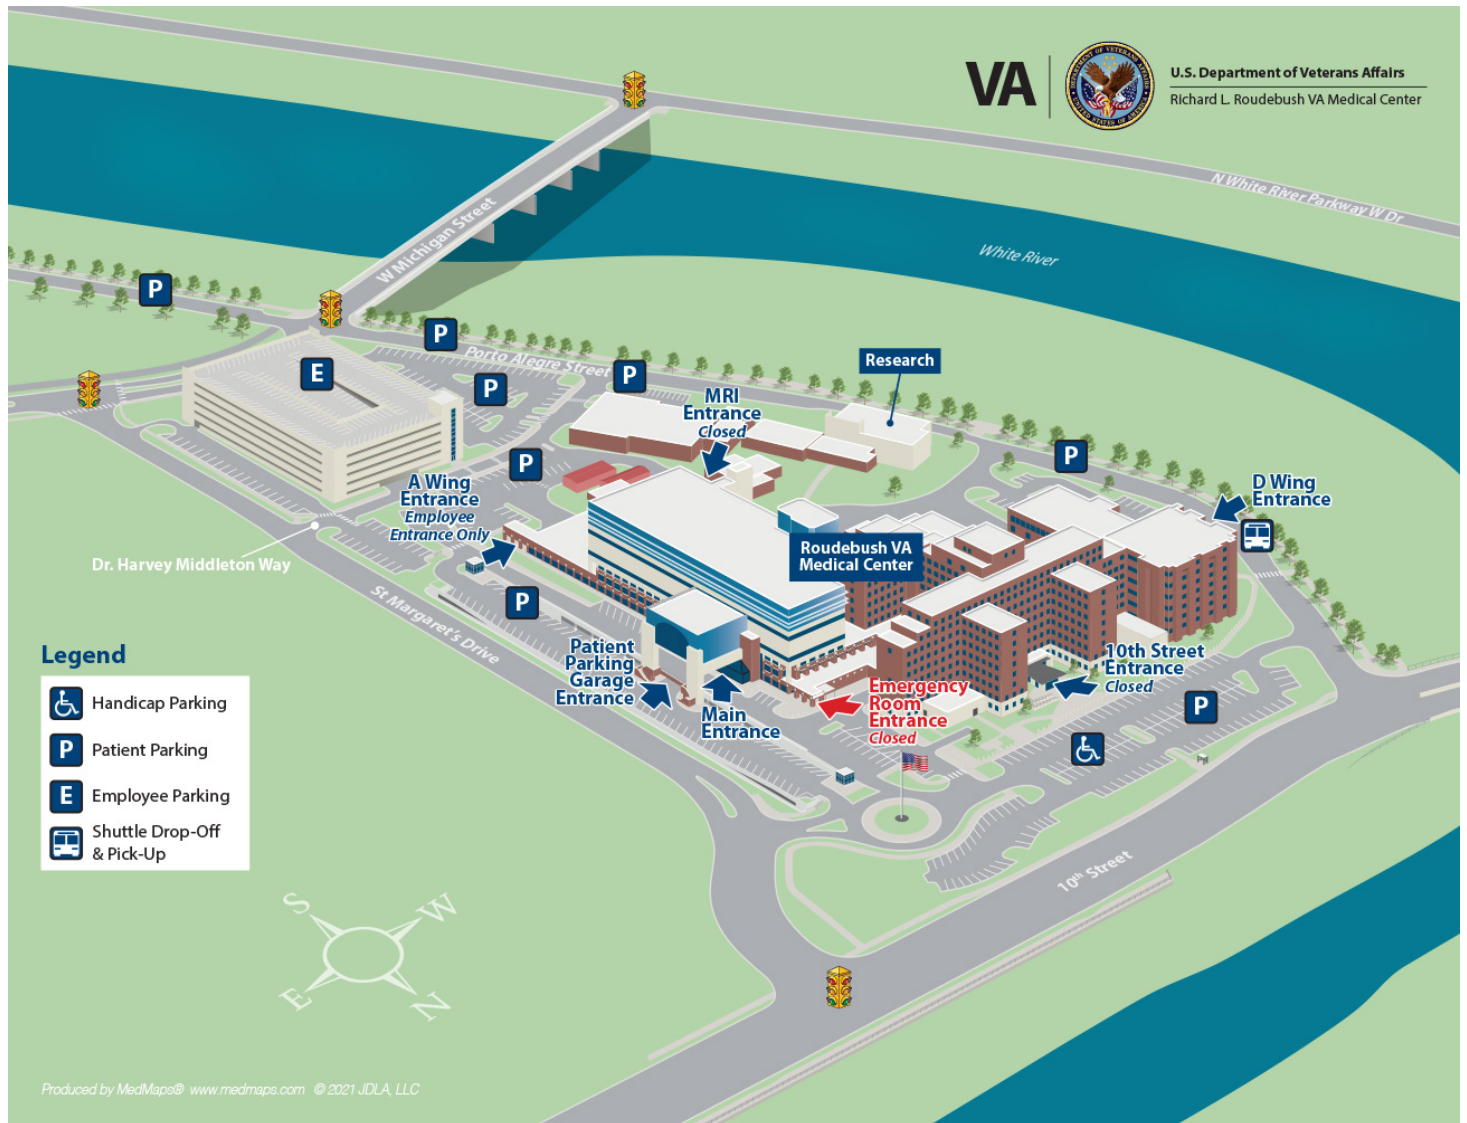 VA
U.S. Department of Veterans Affairs
Richard L. Roudebush VA Medical Center
N White River Parkway W Dr
W Michigan Street
White River
P
P
Porto Alegre Street
E
P
P
Research
MRI
Entrance
Closed
P
P
A Wing
Entrance
Employee
Entrance Only
D Wing
Entrance
Roudebush VA
Medical Center
Dr. Harvey Middleton Way
St Margaret's Drive
P
Patient
Parking
Garage
Entrance
Main
Entrance
Emergency
Room
Entrance
Closed
10th Street
Entrance
Closed
P
10th Street
Legend
Handicap Parking
P Patient Parking
E Employee Parking
Shuttle Drop-Off
& Pick-Up
S
W
E
N
Produced by MedMaps® www.medmaps.com © 2021 JDLA, LLC